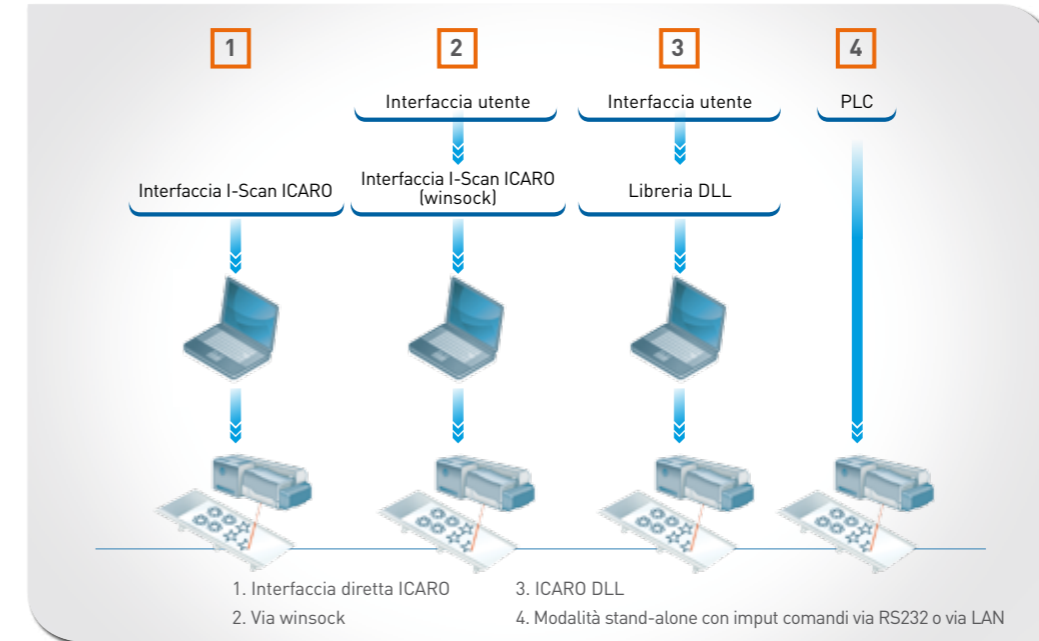 1
2
3
4
Interfaccia utente
Interfaccia utente
PLC
Interfaccia I-Scan ICARO
Interfaccia I-Scan ICARO
(winsock)
Libreria DLL
1. Interfaccia diretta ICARO
2. Via winsock
3. ICARO DLL
4. Modalità stand-alone con imput comandi via RS232 o via LAN